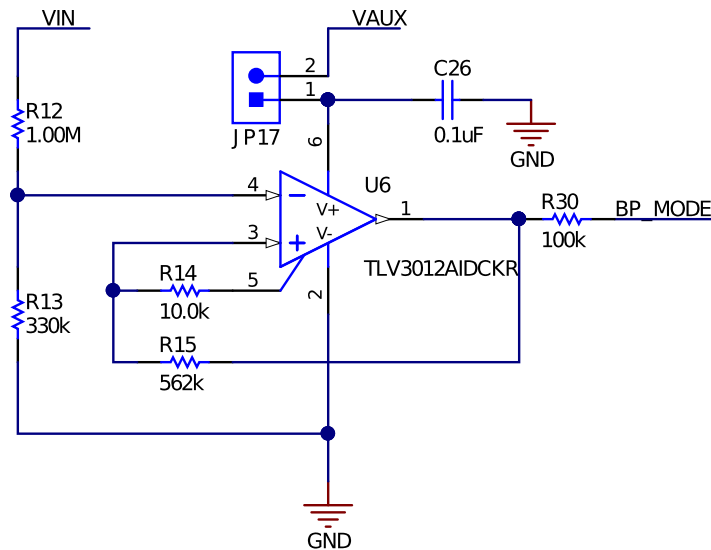 VIN
VAUX
2
1
JP17
C26
0.1uF
GND
R12
1.00M
6
4
U6
V+
V-
1
3
R30
100k
BP_MODE
TLV3012AIDCKR
R14
10.0k
5
2
R13
330k
R15
562k
GND